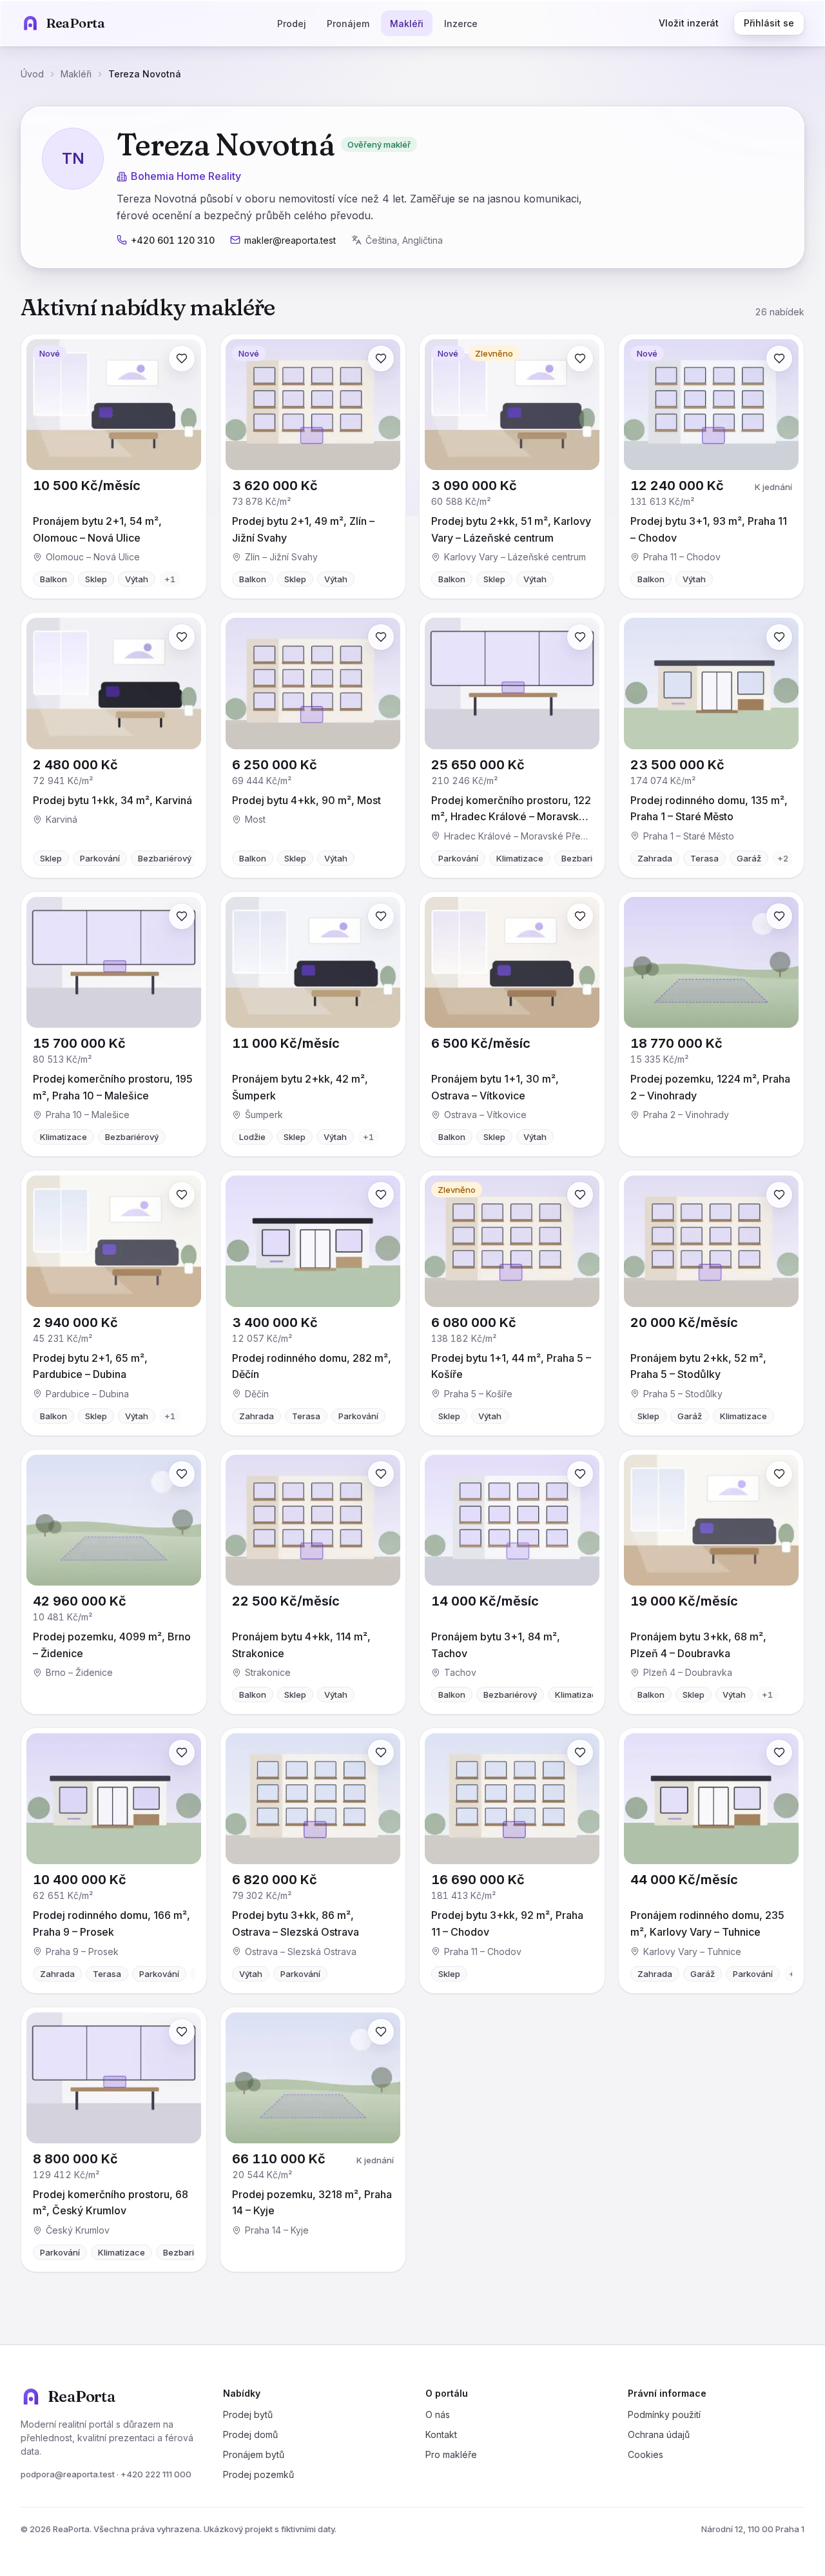 ReaPorta
Prodej
Pronájem
Makléři
Inzerce
Vložit inzerát
Přihlásit se
Úvod > Makléři > Tereza Novotná
TN
Tereza Novotná
Ověřený makléř
Bohemia Home Reality
Tereza Novotná působí v oboru nemovitostí více než 4 let. Zaměřuje se na jasnou komunikaci,
férové ocenění a bezpečný průběh celého převodu.
+420 601 120 310
makler@reaporta.test
Čeština, Angličtina
Aktivní nabídky makléře
26 nabídek
Nové
10 500 Kč/měsíc
Pronájem bytu 2+1, 54 m²,
Olomouc – Nová Ulice
Olomouc – Nová Ulice
Balkon
Sklep
Výtah
+1
Nové
3 620 000 Kč
73 878 Kč/m²
Prodej bytu 2+1, 49 m², Zlín –
Jižní Svahy
Zlín – Jižní Svahy
Balkon
Sklep
Výtah
Nové
Zlevněno
3 090 000 Kč
60 588 Kč/m²
Prodej bytu 2+kk, 51 m², Karlovy
Vary – Lázeňské centrum
Karlovy Vary – Lázeňské centrum
Balkon
Sklep
Výtah
Nové
12 240 000 Kč
K jednání
131 613 Kč/m²
Prodej bytu 3+1, 93 m², Praha 11
– Chodov
Praha 11 – Chodov
Balkon
Výtah
2 480 000 Kč
72 941 Kč/m²
Prodej bytu 1+kk, 34 m², Karviná
Karviná
Sklep
Parkování
Bezbariérový
6 250 000 Kč
69 444 Kč/m²
Prodej bytu 4+kk, 90 m², Most
Most
Balkon
Sklep
Výtah
25 650 000 Kč
210 246 Kč/m²
Prodej komerčního prostoru, 122
m², Hradec Králové – Moravsk...
Hradec Králové – Moravské Pře...
Parkování
Klimatizace
Bezbari
23 500 000 Kč
174 074 Kč/m²
Prodej rodinného domu, 135 m²,
Praha 1 – Staré Město
Praha 1 – Staré Město
Zahrada
Terasa
Garáž
+2
15 700 000 Kč
80 513 Kč/m²
Prodej komerčního prostoru, 195
m², Praha 10 – Malešice
Praha 10 – Malešice
Klimatizace
Bezbariérový
11 000 Kč/měsíc
Pronájem bytu 2+kk, 42 m²,
Šumperk
Šumperk
Lodžie
Sklep
Výtah
+1
6 500 Kč/měsíc
Pronájem bytu 1+1, 30 m²,
Ostrava – Vítkovice
Ostrava – Vítkovice
Balkon
Sklep
Výtah
18 770 000 Kč
15 335 Kč/m²
Prodej pozemku, 1224 m², Praha
2 – Vinohrady
Praha 2 – Vinohrady
2 940 000 Kč
45 231 Kč/m²
Prodej bytu 2+1, 65 m²,
Pardubice – Dubina
Pardubice – Dubina
Balkon
Sklep
Výtah
+1
3 400 000 Kč
12 057 Kč/m²
Prodej rodinného domu, 282 m²,
Děčín
Děčín
Zahrada
Terasa
Parkování
Zlevněno
6 080 000 Kč
138 182 Kč/m²
Prodej bytu 1+1, 44 m², Praha 5 –
Košíře
Praha 5 – Košíře
Sklep
Výtah
20 000 Kč/měsíc
Pronájem bytu 2+kk, 52 m²,
Praha 5 – Stodůlky
Praha 5 – Stodůlky
Sklep
Garáž
Klimatizace
42 960 000 Kč
10 481 Kč/m²
Prodej pozemku, 4099 m², Brno
– Židenice
Brno – Židenice
22 500 Kč/měsíc
Pronájem bytu 4+kk, 114 m²,
Strakonice
Strakonice
Balkon
Sklep
Výtah
14 000 Kč/měsíc
Pronájem bytu 3+1, 84 m²,
Tachov
Tachov
Balkon
Bezbariérový
Klimatizac
19 000 Kč/měsíc
Pronájem bytu 3+kk, 68 m²,
Plzeň 4 – Doubravka
Plzeň 4 – Doubravka
Balkon
Sklep
Výtah
+1
10 400 000 Kč
62 651 Kč/m²
Prodej rodinného domu, 166 m²,
Praha 9 – Prosek
Praha 9 – Prosek
Zahrada
Terasa
Parkování
6 820 000 Kč
79 302 Kč/m²
Prodej bytu 3+kk, 86 m²,
Ostrava – Slezská Ostrava
Ostrava – Slezská Ostrava
Výtah
Parkování
16 690 000 Kč
181 413 Kč/m²
Prodej bytu 3+kk, 92 m², Praha
11 – Chodov
Praha 11 – Chodov
Sklep
44 000 Kč/měsíc
Pronájem rodinného domu, 235
m², Karlovy Vary – Tuhnice
Karlovy Vary – Tuhnice
Zahrada
Garáž
Parkování
8 800 000 Kč
129 412 Kč/m²
Prodej komerčního prostoru, 68
m², Český Krumlov
Český Krumlov
Parkování
Klimatizace
Bezbari
66 110 000 Kč
K jednání
20 544 Kč/m²
Prodej pozemku, 3218 m², Praha
14 – Kyje
Praha 14 – Kyje
ReaPorta
Moderní realitní portál s důrazem na
přehlednost, kvalitní prezentaci a férová
data.
podpora@reaporta.test · +420 222 111 000
Nabídky
Prodej bytů
Prodej domů
Pronájem bytů
Prodej pozemků
O portálu
O nás
Kontakt
Pro makléře
Právní informace
Podmínky použití
Ochrana údajů
Cookies
© 2026 ReaPorta. Všechna práva vyhrazena. Ukázkový projekt s fiktivními daty.
Národní 12, 110 00 Praha 1